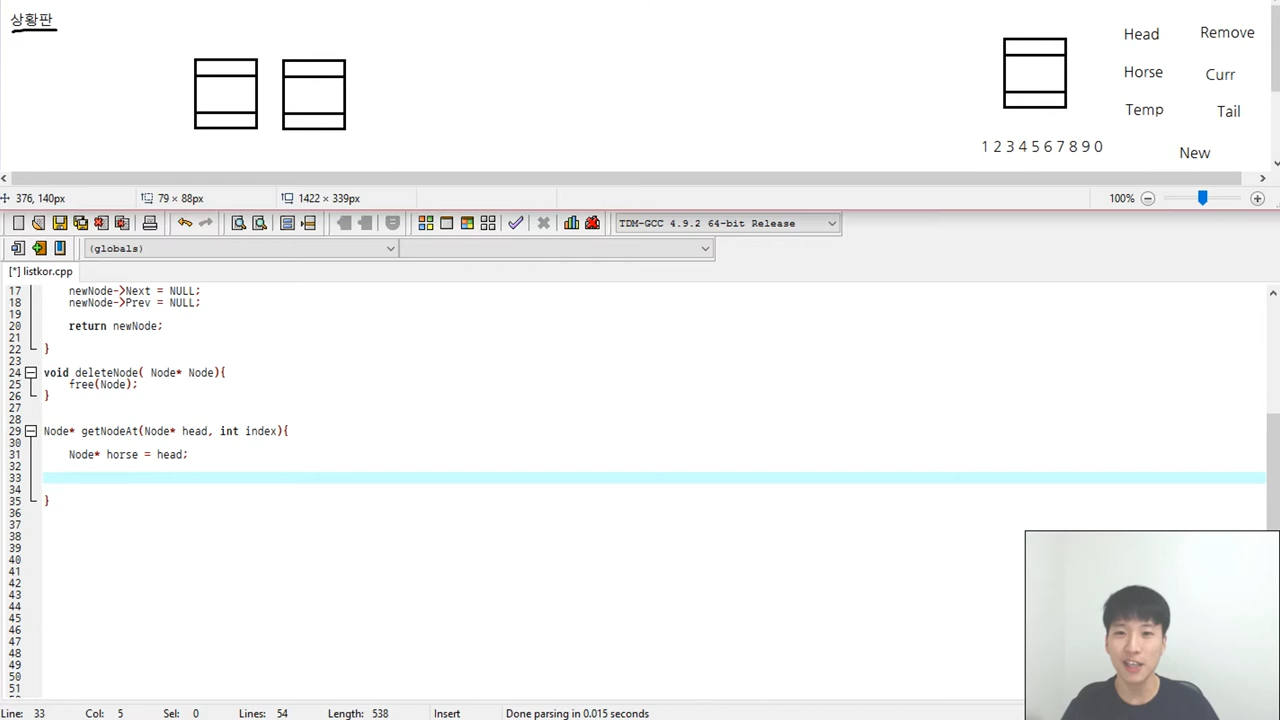 상황판
Head
Remove
Horse
Curr
Temp
Tail
1 2 3 4 5 6 7 8 9 0
New
376, 140px
79 × 88px
1422 × 339px
100%
TDM-GCC 4.9.2 64-bit Release
(globals)
[*] listkor.cpp
17 newNode->Next = NULL;
18 newNode->Prev = NULL;
19
20 return newNode;
21
22 }
23
24 void deleteNode( Node* Node){
25 free(Node);
26 }
27
28
29 Node* getNodeAt(Node* head, int index){
30
31 Node* horse = head;
32
33
34
35 }
36
37
38
39
40
41
42
43
44
45
46
47
48
49
50
51
Line: 33 Col: 5 Sel: 0 Lines: 54 Length: 538 Insert Done parsing in 0.015 seconds